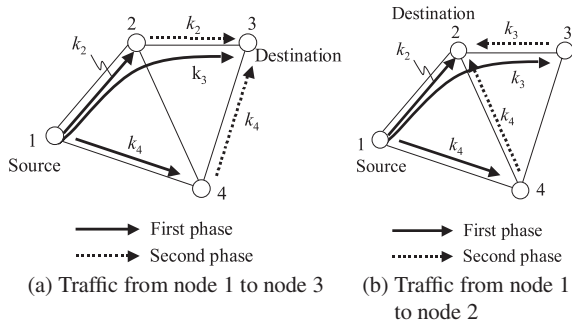 2
k₂
3
k₂
Destination
k₃
k₄
1
k₄
Source
4
First phase
Second phase
(a) Traffic from node 1 to node 3
Destination
2
k₃
3
k₂
k₃
k₄
1
k₄
Source
4
First phase
Second phase
(b) Traffic from node 1
to node 2